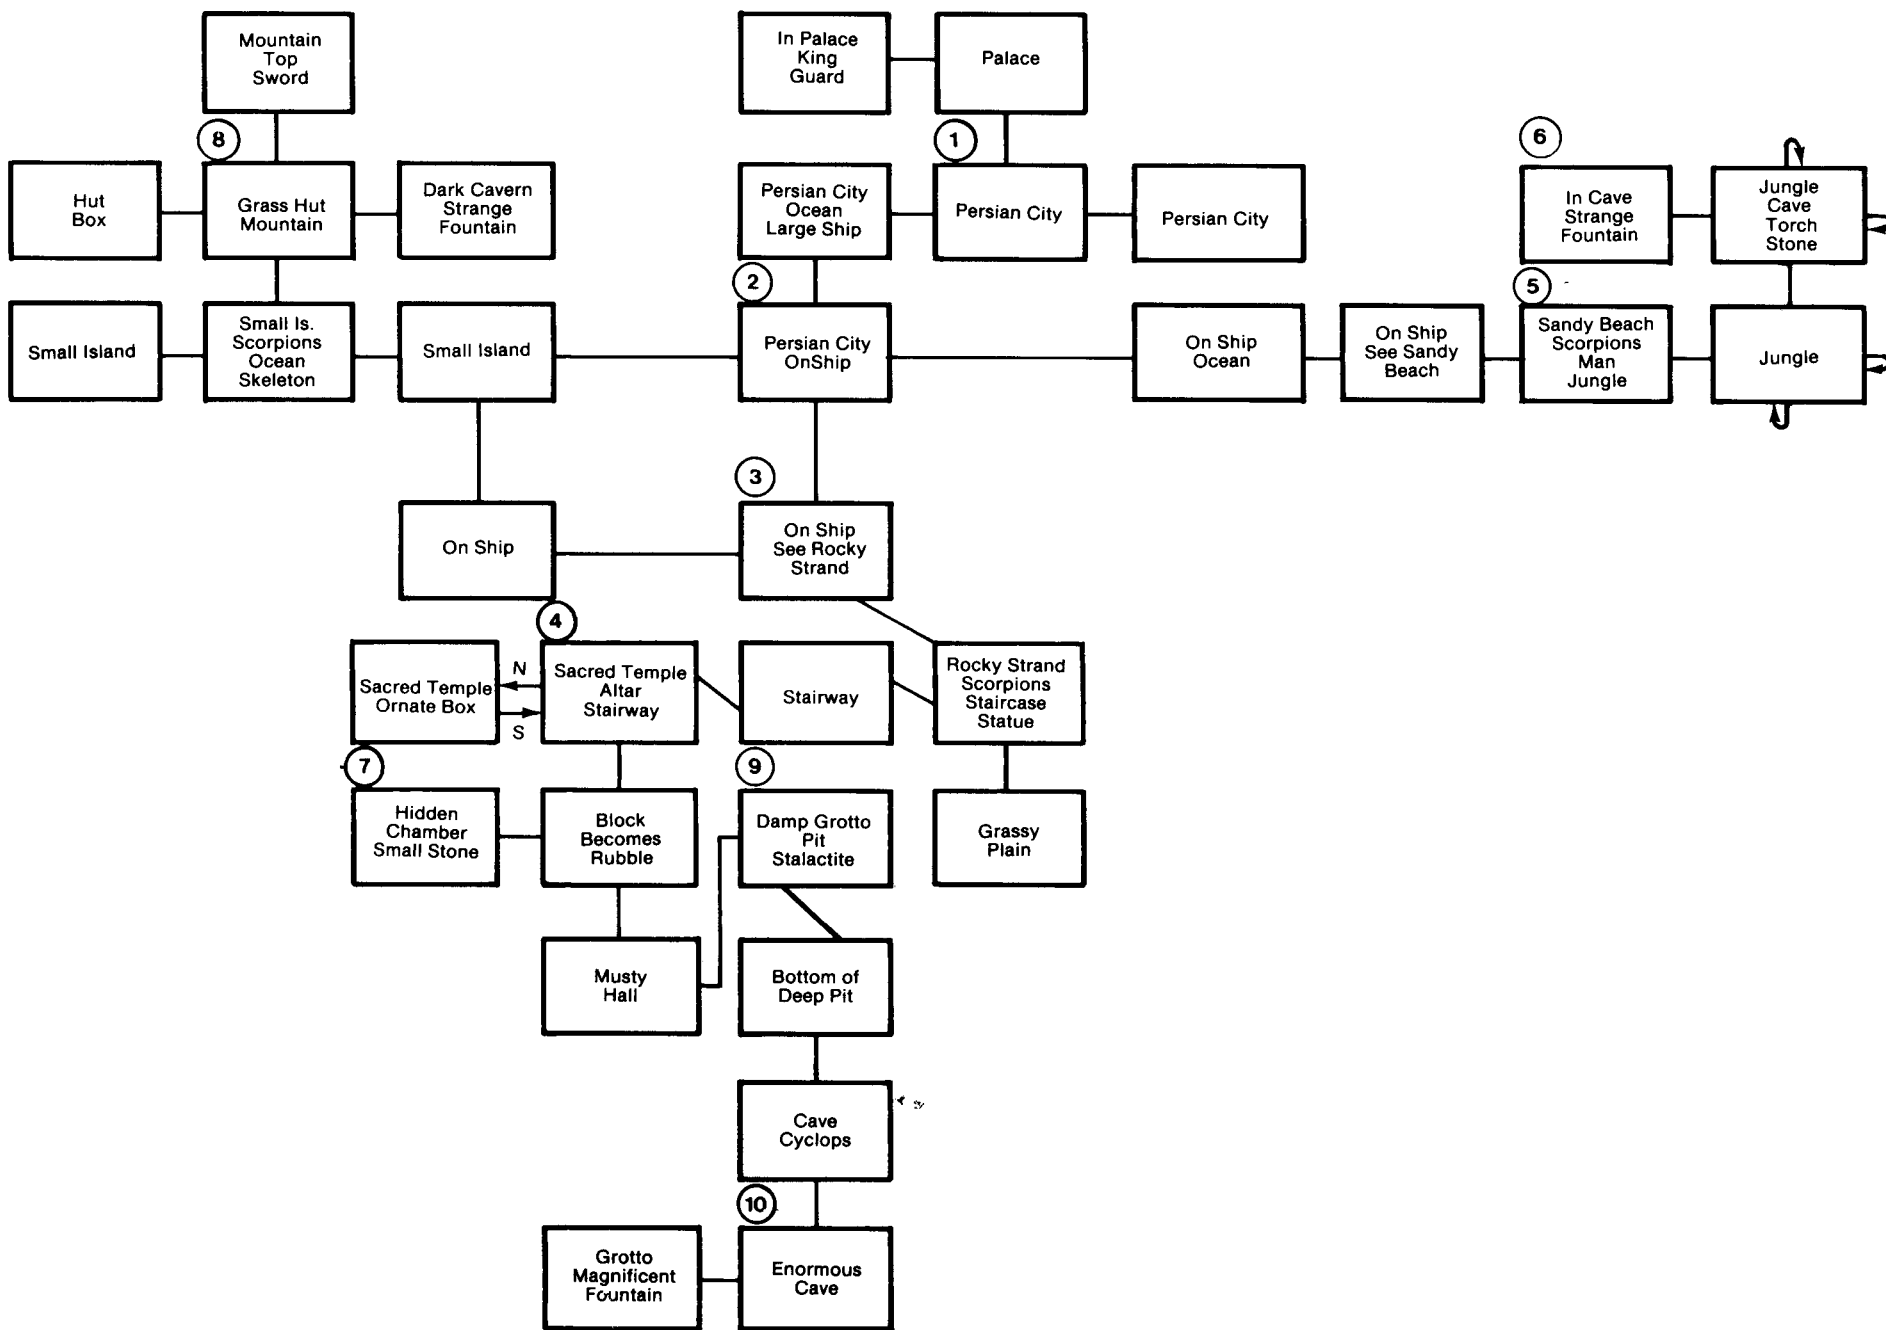 Mountain
Top
Sword
In Palace
King
Guard
Palace
8
1
6
Hut
Box
Grass Hut
Mountain
Dark Cavern
Strange
Fountain
Persian City
Ocean
Large Ship
Persian City
Persian City
In Cave
Strange
Fountain
Jungle
Cave
Torch
Stone
2
5
Small Island
Small Is.
Scorpions
Ocean
Skeleton
Small Island
Persian City
OnShip
On Ship
Ocean
On Ship
See Sandy
Beach
Sandy Beach
Scorpions
Man
Jungle
Jungle
3
On Ship
On Ship
See Rocky
Strand
4
Sacred Temple
Ornate Box
N
S
Sacred Temple
Altar
Stairway
Stairway
Rocky Strand
Scorpions
Staircase
Statue
7
9
Hidden
Chamber
Small Stone
Block
Becomes
Rubble
Damp Grotto
Pit
Stalactite
Grassy
Plain
Musty
Hall
Bottom of
Deep Pit
Cave
Cyclops
10
Grotto
Magnificent
Fountain
Enormous
Cave